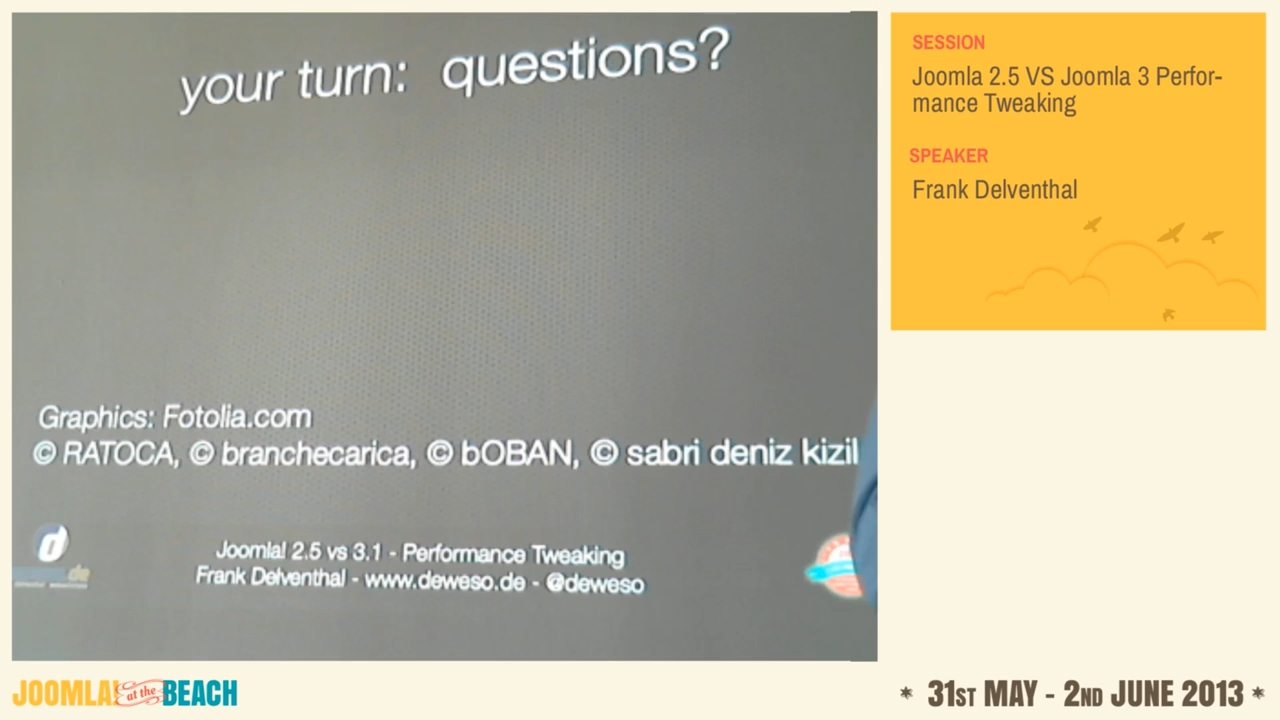 your turn: questions?
Graphics: Fotolia.com
© RATOCA, © branchecarica, © bOBAN, © sabri deniz kizil
Joomla! 2.5 vs 3.1 - Performance Tweaking
Frank Delventhal - www.deweso.de - @deweso
d
de
SESSION
Joomla 2.5 VS Joomla 3 Perfor-
mance Tweaking
SPEAKER
Frank Delventhal
JOOMLA! at the BEACH
* 31ST MAY - 2ND JUNE 2013 *